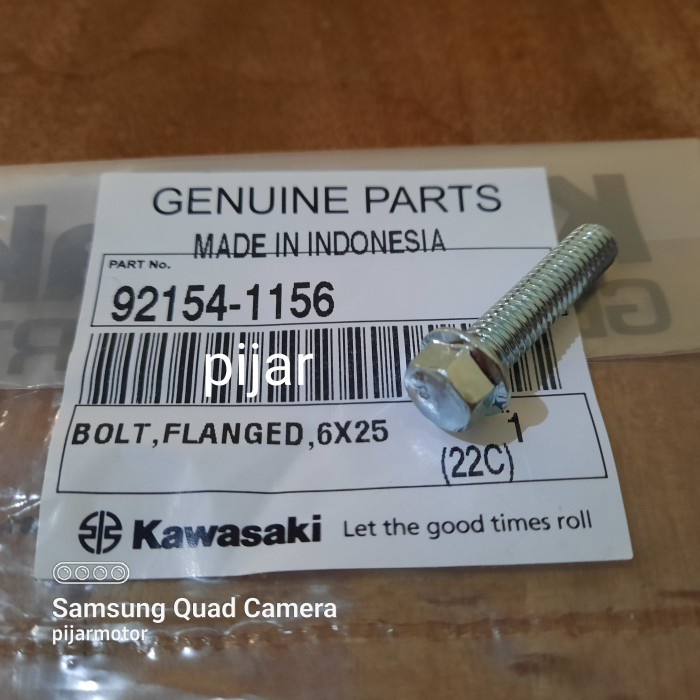 GENUINE PARTS
MADE IN INDONESIA
PART No.
92154-1156
pijar
BOLT,FLANGED,6X25
1
(22C)
Kawasaki Let the good times roll
Samsung Quad Camera
pijarmotor